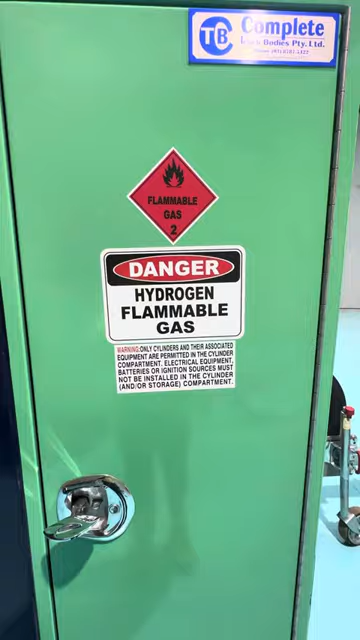 TCB
Complete
Truck Bodies Pty. Ltd.
FLAMMABLE
GAS
2
DANGER
HYDROGEN
FLAMMABLE
GAS
WARNING: ONLY CYLINDERS AND THEIR ASSOCIATED
EQUIPMENT ARE PERMITTED IN THE CYLINDER
COMPARTMENT. ELECTRICAL EQUIPMENT,
BATTERIES OR IGNITION SOURCES MUST
NOT BE INSTALLED IN THE CYLINDER
(AND/OR STORAGE) COMPARTMENT.